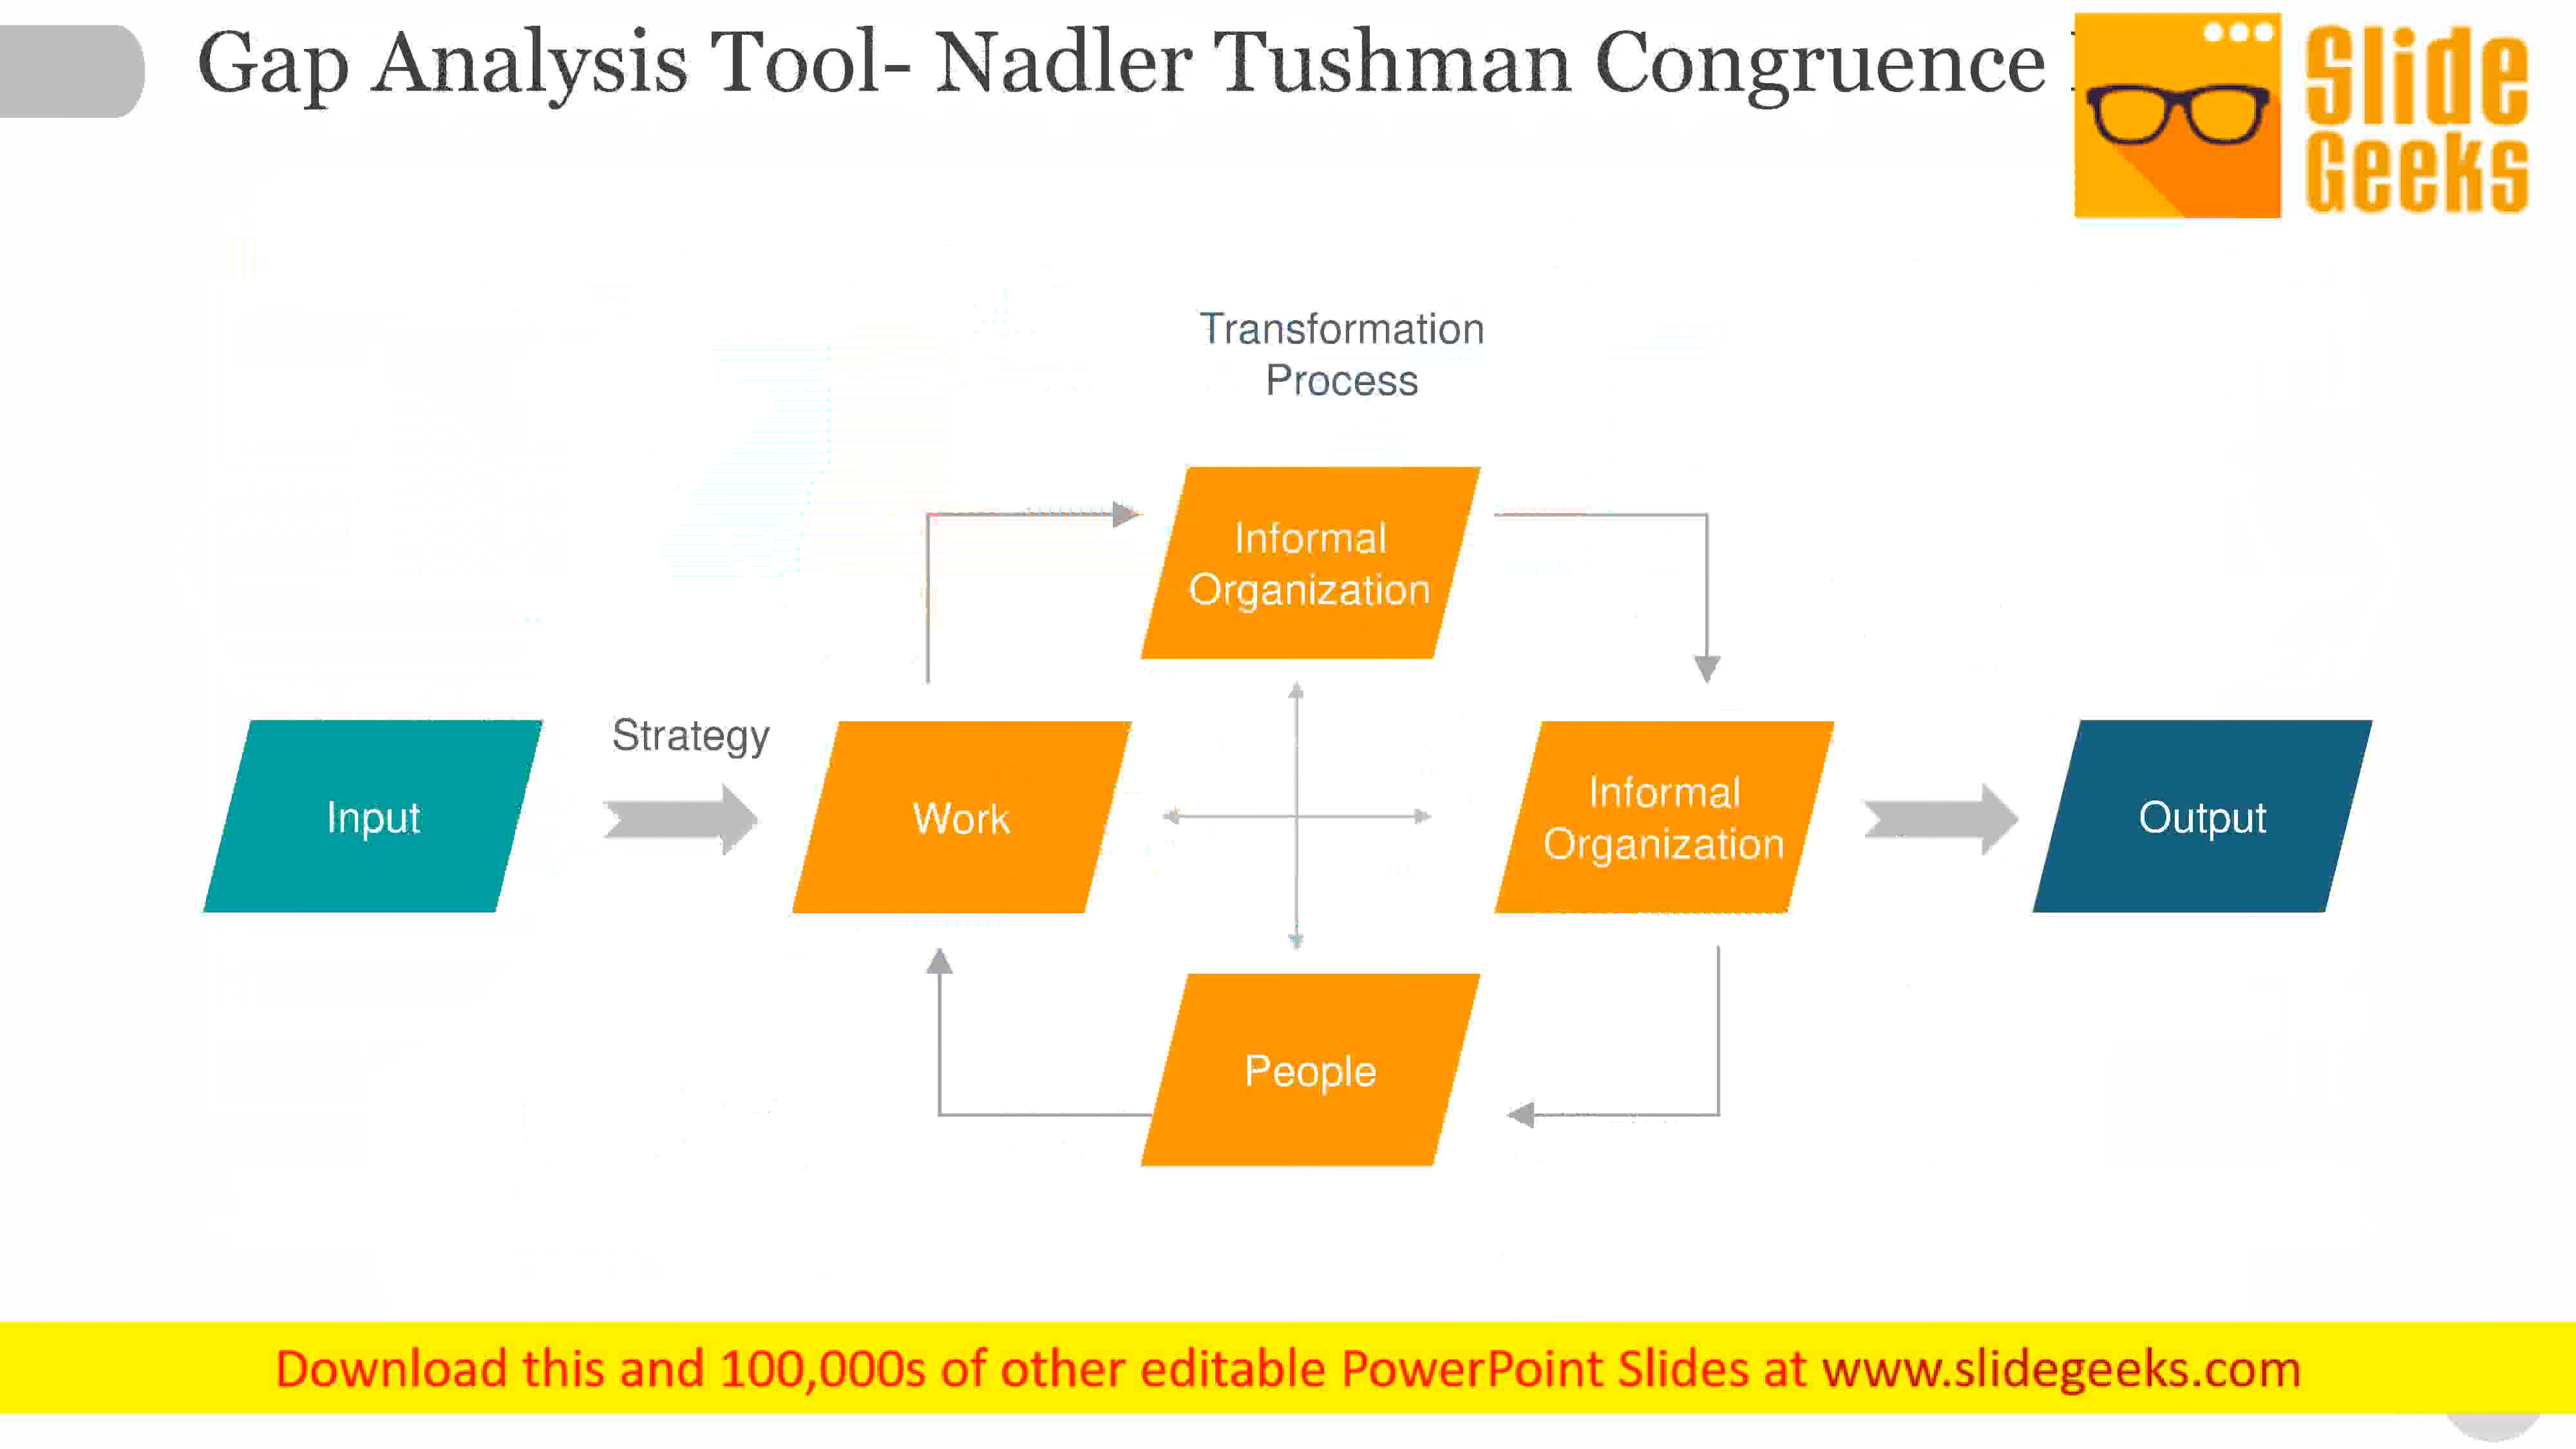 Gap Analysis Tool- Nadler Tushman Congruence
Slide
Geeks
Transformation
Process
Informal
Organization
Strategy
Input
Work
Informal
Organization
Output
People
Download this and 100,000s of other editable PowerPoint Slides at www.slidegeeks.com